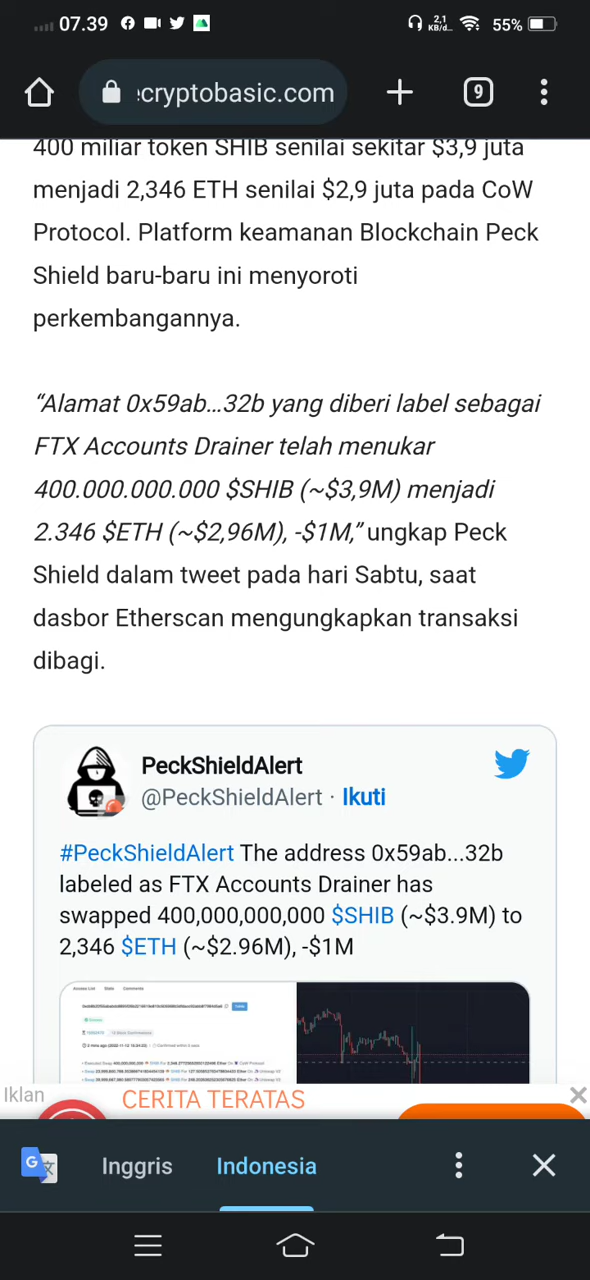 07.39
2,1
KB/d...
55%
:cryptobasic.com
9
400 miliar token SHIB senilai sekitar $3,9 juta
menjadi 2,346 ETH senilai $2,9 juta pada CoW
Protocol. Platform keamanan Blockchain Peck
Shield baru-baru ini menyoroti
perkembangannya.
“Alamat 0x59ab...32b yang diberi label sebagai
FTX Accounts Drainer telah menukar
400.000.000.000 $SHIB (~$3,9M) menjadi
2.346 $ETH (~$2,96M), -$1M,” ungkap Peck
Shield dalam tweet pada hari Sabtu, saat
dasbor Etherscan mengungkapkan transaksi
dibagi.
PeckShieldAlert
@PeckShieldAlert · Ikuti
#PeckShieldAlert The address 0x59ab...32b
labeled as FTX Accounts Drainer has
swapped 400,000,000,000 $SHIB (~$3.9M) to
2,346 $ETH (~$2.96M), -$1M
Iklan
CERITA TERATAS
Inggris
Indonesia